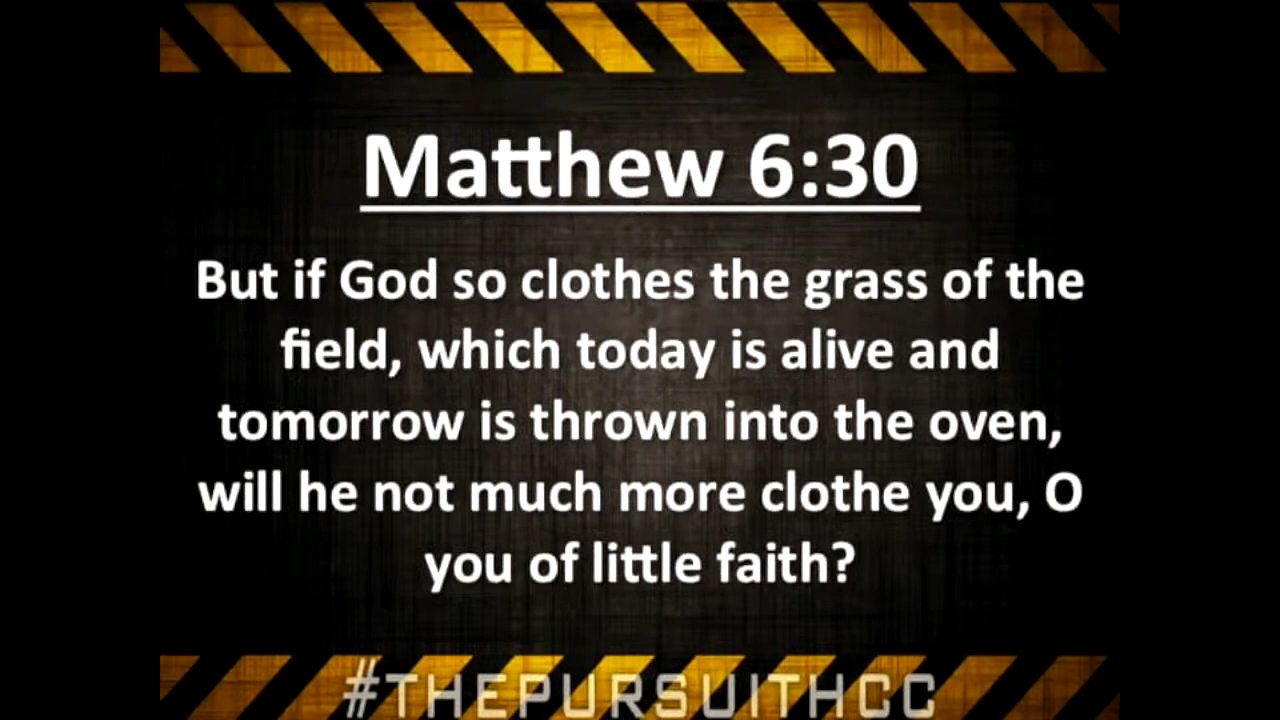 Matthew 6:30
But if God so clothes the grass of the
field, which today is alive and
tomorrow is thrown into the oven,
will he not much more clothe you, O
you of little faith?
#THEPURSUITHCC